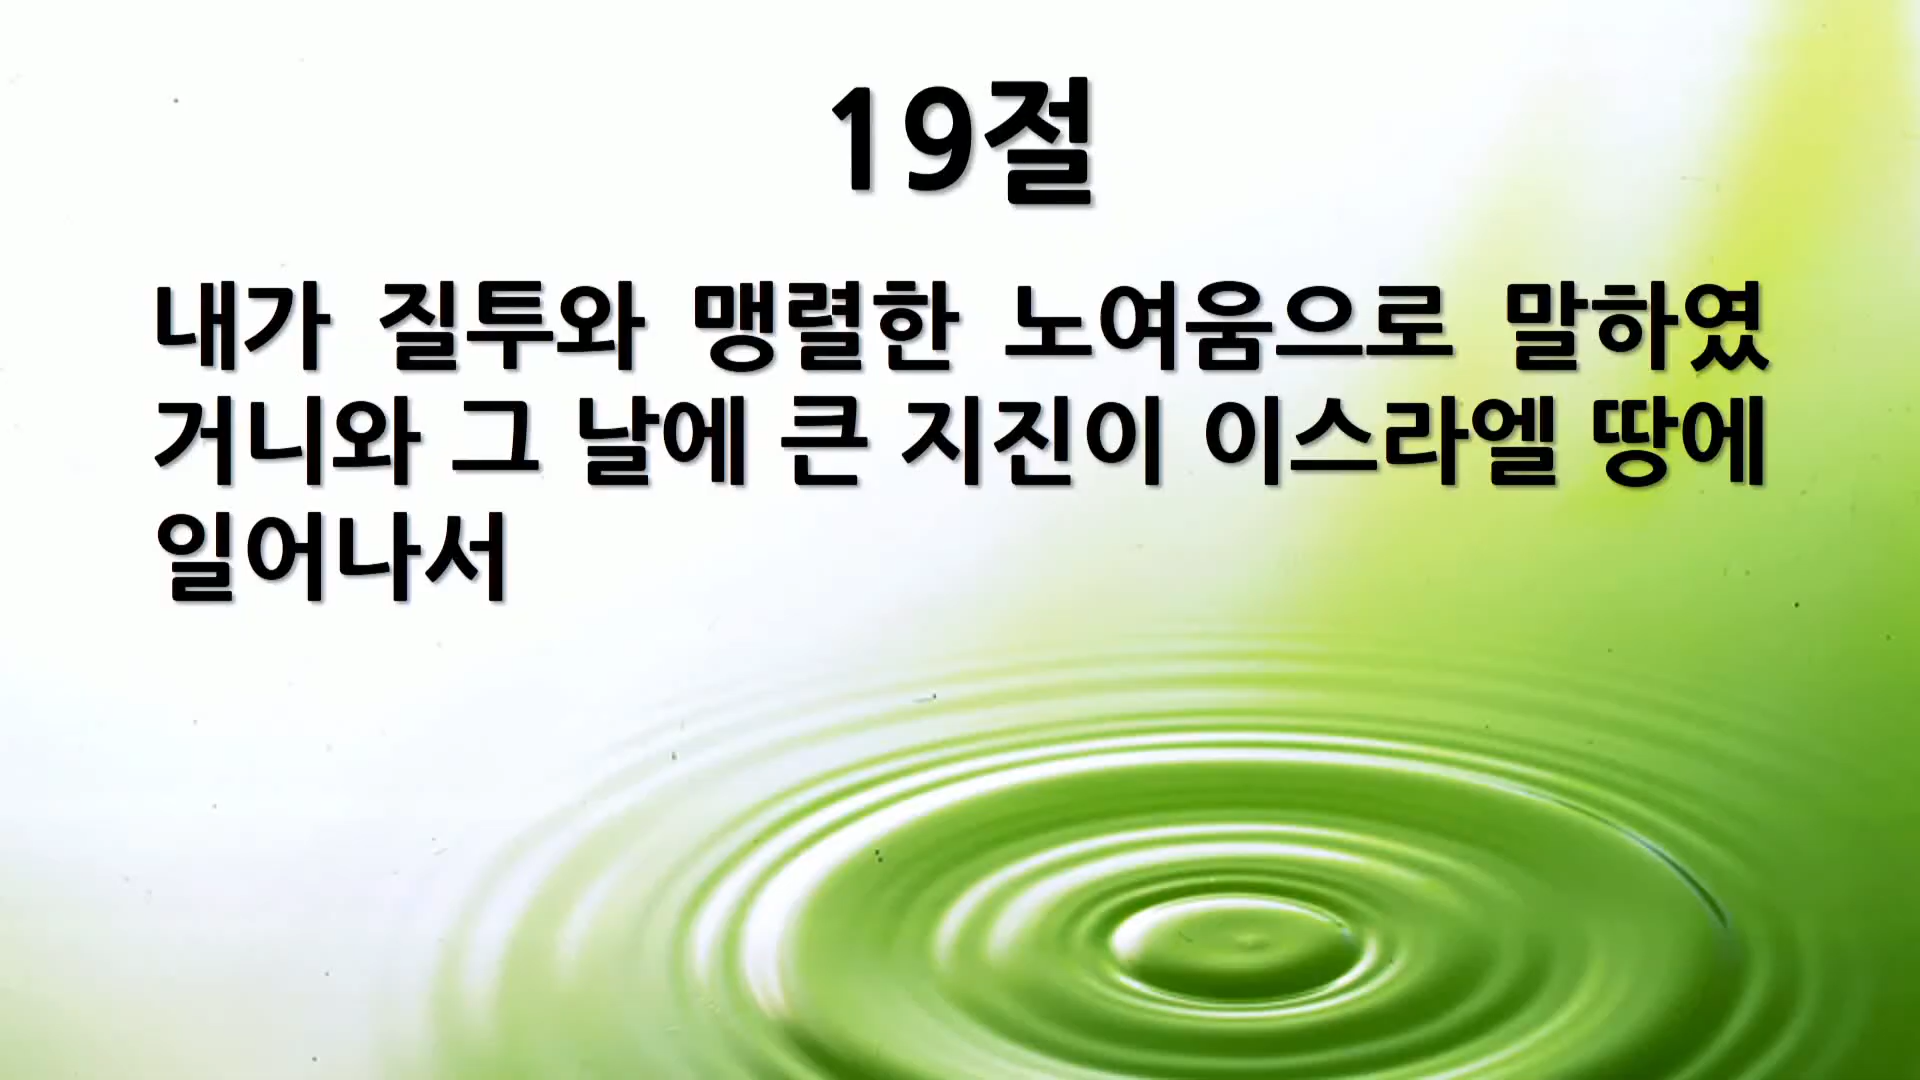 19절
내가 질투와 맹렬한 노여움으로 말하였
거니와 그 날에 큰 지진이 이스라엘 땅에
일어나서